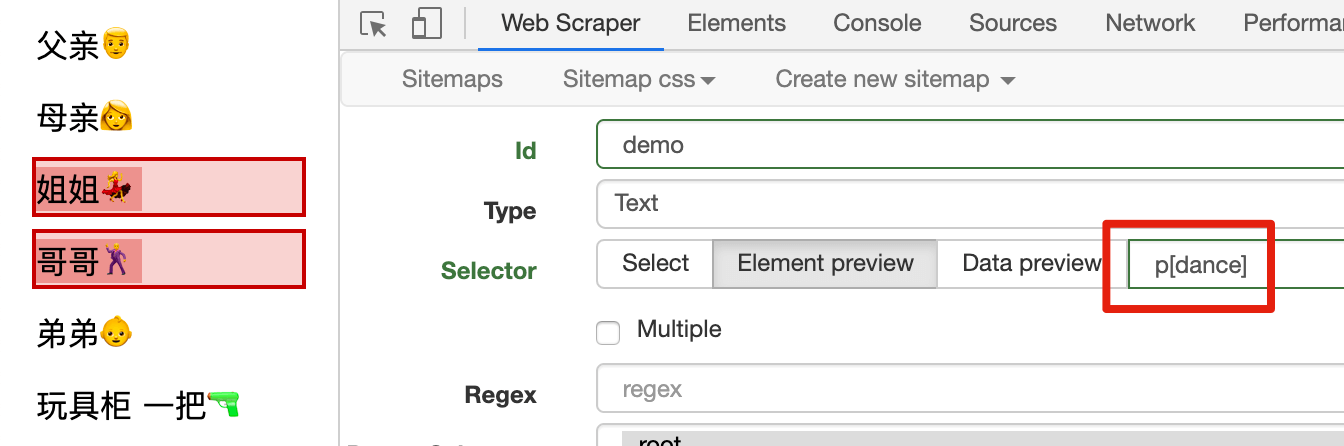 父亲👨
母亲👩
姐姐💃
哥哥🕺
弟弟👶
玩具柜 一把🔫
Web Scraper Elements Console Sources Network Performa
Sitemaps Sitemap css Create new sitemap
Id demo
Type Text
Selector Select Element preview Data preview p[dance]
Multiple
Regex regex
root